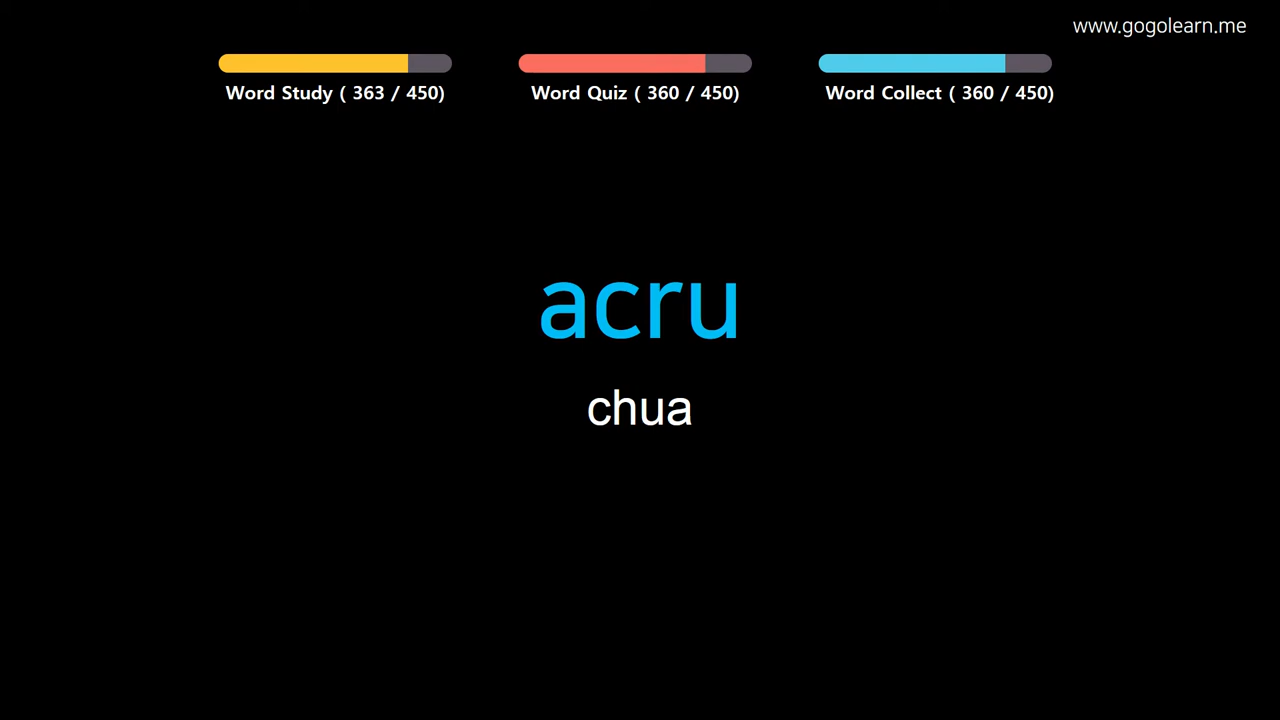 www.gogolearn.me
Word Study ( 363 / 450)
Word Quiz ( 360 / 450)
Word Collect ( 360 / 450)
acru
chua